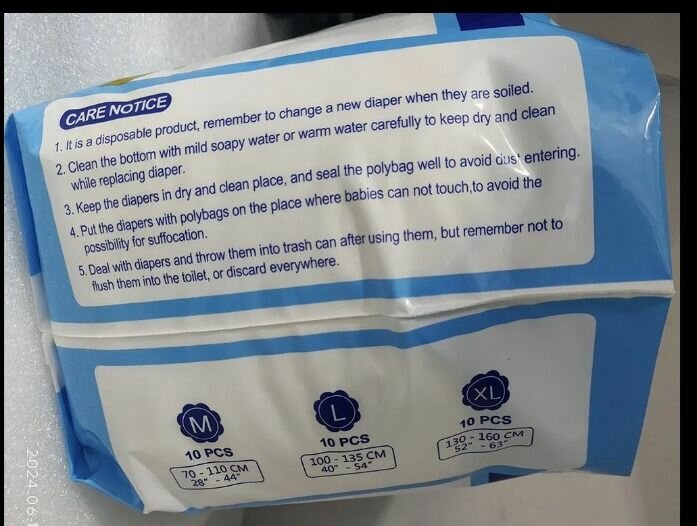 CARE NOTICE
1. It is a disposable product, remember to change a new diaper when they are soiled.
2. Clean the bottom with mild soapy water or warm water carefully to keep dry and clean
while replacing diaper.
3. Keep the diapers in dry and clean place, and seal the polybag well to avoid dust entering.
4. Put the diapers with polybags on the place where babies can not touch,to avoid the
possibility for suffocation.
5. Deal with diapers and throw them into trash can after using them, but remember not to
flush them into the toilet, or discard everywhere.
M
10 PCS
70 - 110 CM
28" - 44"
L
10 PCS
100 - 135 CM
40" - 54"
XL
10 PCS
130 - 160 CM
52" - 63"
2024.06.1